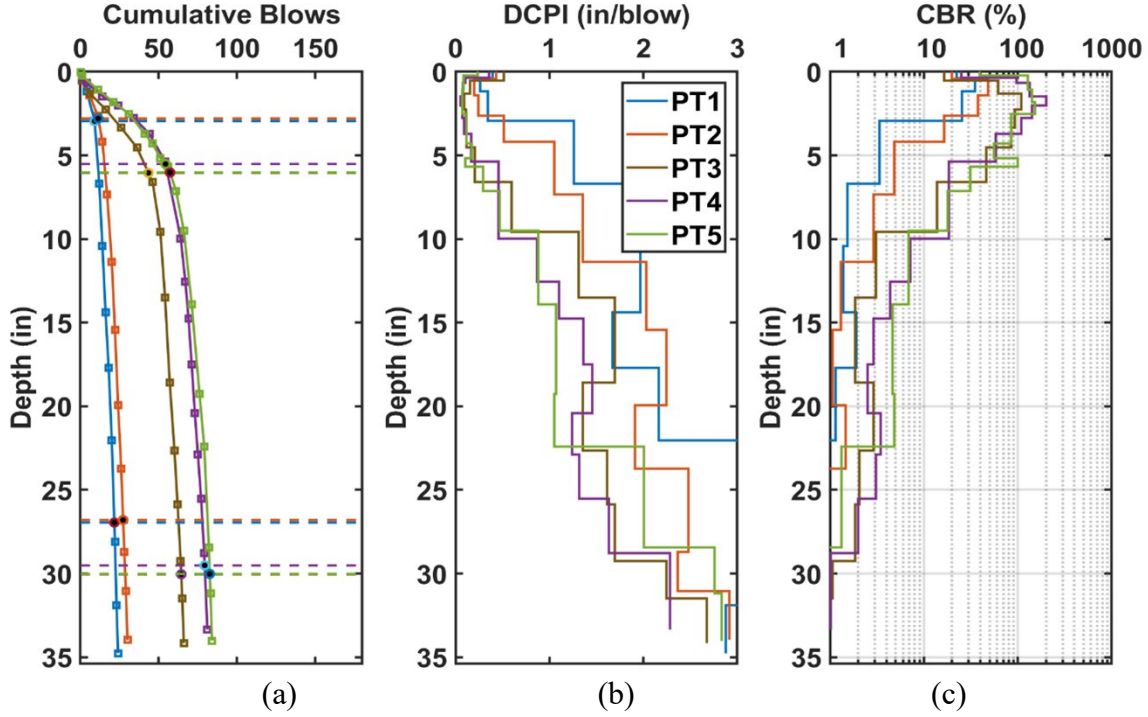 Cumulative Blows
0 50 100 150
Depth (in)
0
5
10
15
20
25
30
35
(a)
DCPI (in/blow)
0 1 2 3
Depth (in)
0
5
10
15
20
25
30
35
PT1
PT2
PT3
PT4
PT5
(b)
CBR (%)
1 10 100 1000
Depth (in)
0
5
10
15
20
25
30
35
(c)